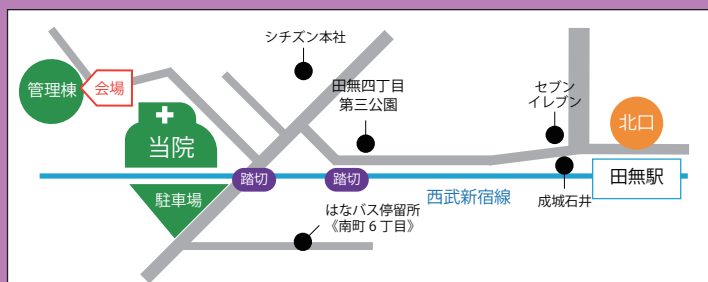 シチズン本社
管理棟
会場
田無四丁目
第三公園
セブン
イレブン
北口
当院
踏切
踏切
田無駅
駐車場
西武新宿線
成城石井
はなバス停留所
《南町６丁目》